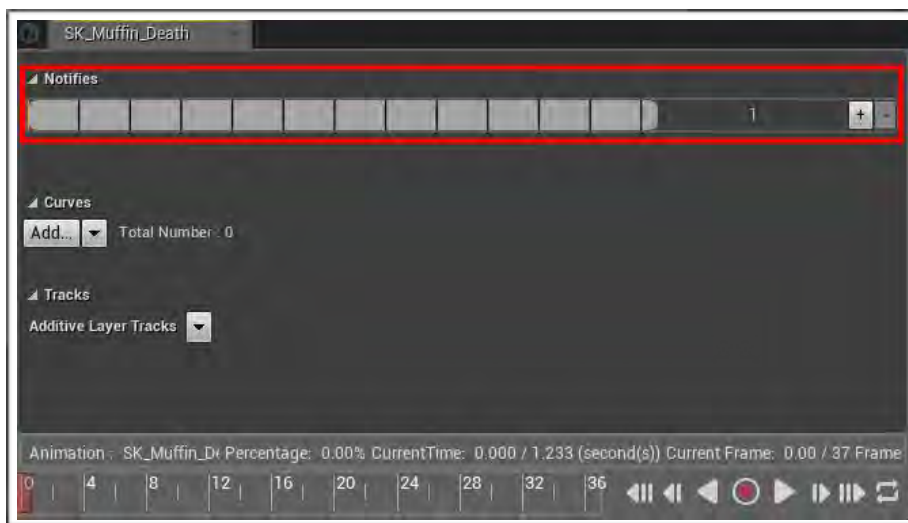 SK_Muffin_Death
Notifies
1 + -
Curves
Add... Total Number : 0
Tracks
Additive Layer Tracks
Animation : SK_Muffin_De Percentage: 0.00% CurrentTime: 0.000 / 1.233 (second(s)) Current Frame: 0.00 / 37 Frame
0 4 8 12 16 20 24 28 32 36